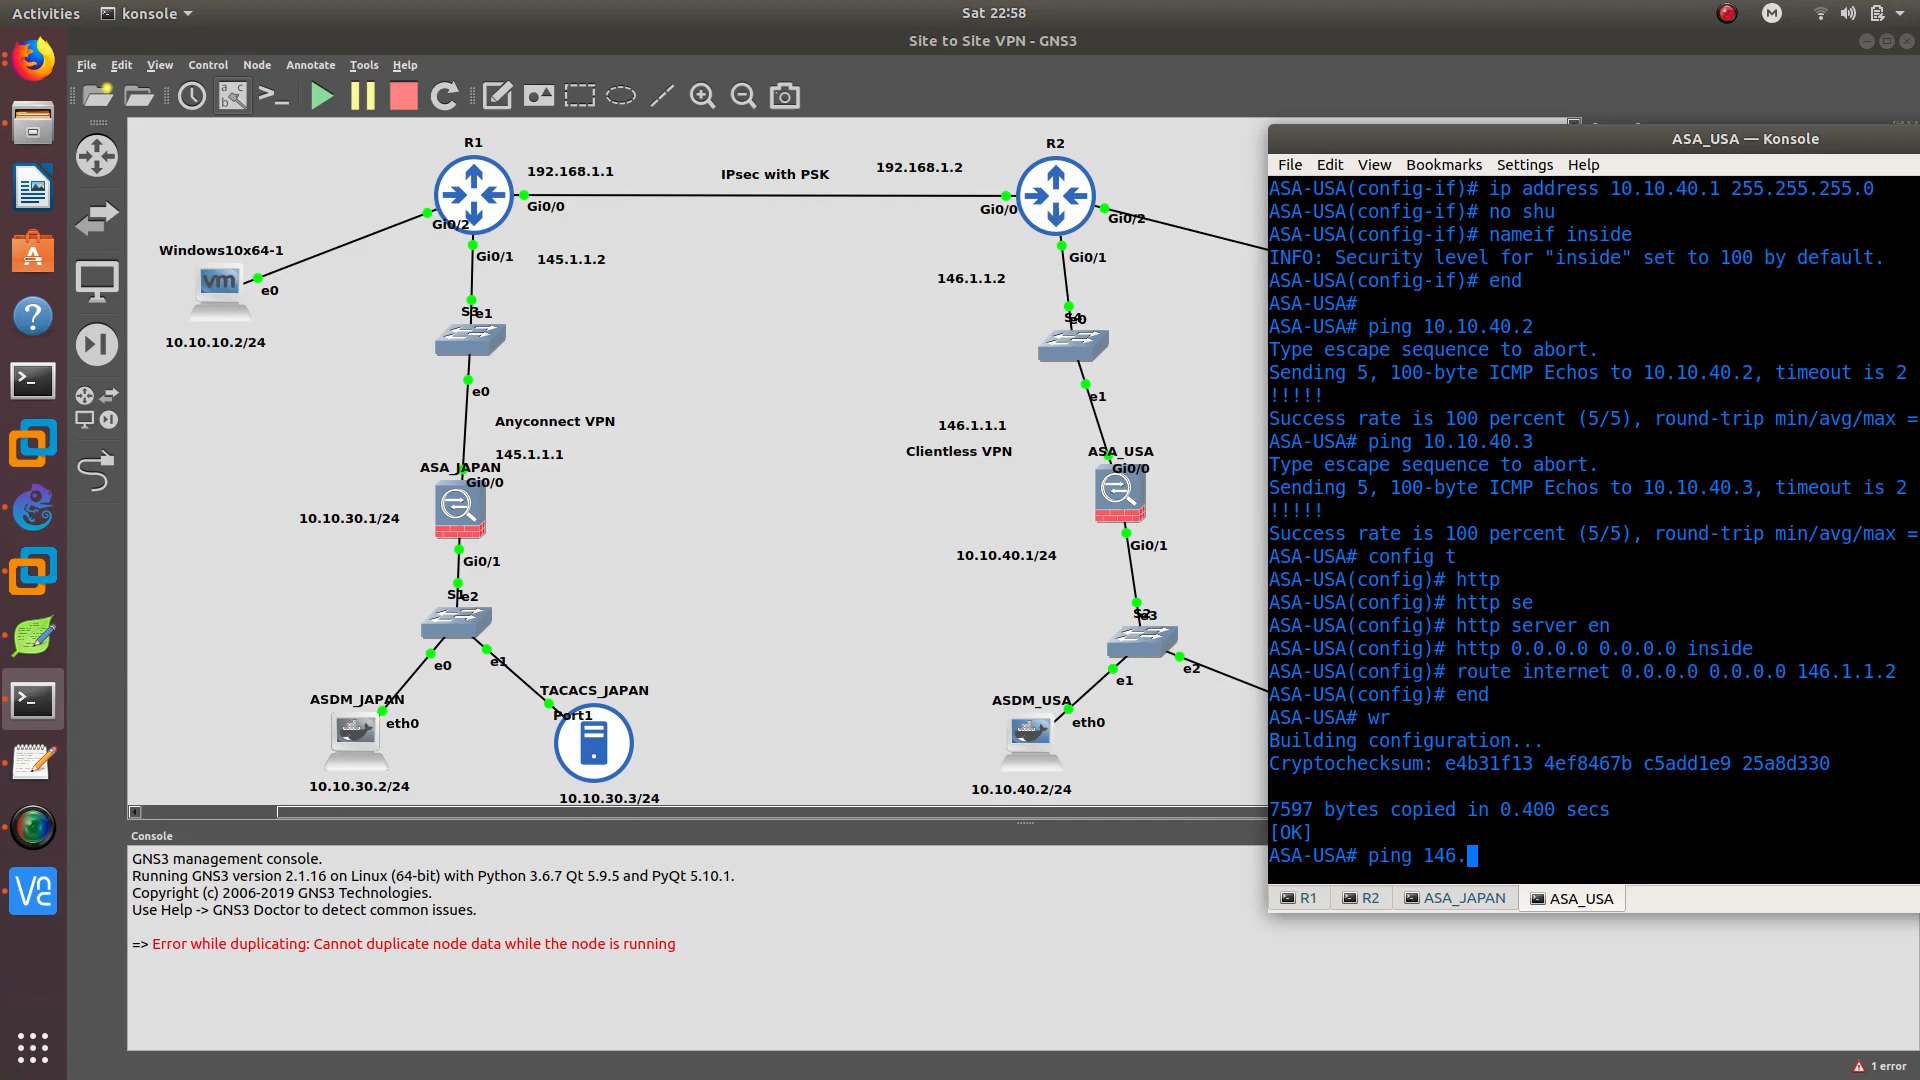 Activities
konsole
Sat 22:58
M
Site to Site VPN - GNS3
File Edit View Control Node Annotate Tools Help
R1
192.168.1.1
IPsec with PSK
192.168.1.2
R2
Gi0/0
Gi0/0
Gi0/2
Gi0/2
Windows10x64-1
vm
e0
10.10.10.2/24
Gi0/1
145.1.1.2
Gi0/1
146.1.1.2
S3
e1
S4
e0
e0
e1
Anyconnect VPN
145.1.1.1
146.1.1.1
Clientless VPN
ASA_JAPAN
Gi0/0
ASA_USA
Gi0/0
10.10.30.1/24
Gi0/1
10.10.40.1/24
Gi0/1
S1
e2
S2
e3
e0
e1
e1
e2
ASDM_JAPAN
eth0
TACACS_JAPAN
Port1
ASDM_USA
eth0
10.10.30.2/24
10.10.30.3/24
10.10.40.2/24
ASA_USA — Konsole
File Edit View Bookmarks Settings Help
ASA-USA(config-if)# ip address 10.10.40.1 255.255.255.0
ASA-USA(config-if)# no shu
ASA-USA(config-if)# nameif inside
INFO: Security level for "inside" set to 100 by default.
ASA-USA(config-if)# end
ASA-USA#
ASA-USA# ping 10.10.40.2
Type escape sequence to abort.
Sending 5, 100-byte ICMP Echos to 10.10.40.2, timeout is 2
!!!!!
Success rate is 100 percent (5/5), round-trip min/avg/max =
ASA-USA# ping 10.10.40.3
Type escape sequence to abort.
Sending 5, 100-byte ICMP Echos to 10.10.40.3, timeout is 2
!!!!!
Success rate is 100 percent (5/5), round-trip min/avg/max =
ASA-USA# config t
ASA-USA(config)# http
ASA-USA(config)# http se
ASA-USA(config)# http server en
ASA-USA(config)# http 0.0.0.0 0.0.0.0 inside
ASA-USA(config)# route internet 0.0.0.0 0.0.0.0 146.1.1.2
ASA-USA(config)# end
ASA-USA# wr
Building configuration...
Cryptochecksum: e4b31f13 4ef8467b c5add1e9 25a8d330
7597 bytes copied in 0.400 secs
[OK]
ASA-USA# ping 146.
R1 R2 ASA_JAPAN ASA_USA
Console
GNS3 management console.
Running GNS3 version 2.1.16 on Linux (64-bit) with Python 3.6.7 Qt 5.9.5 and PyQt 5.10.1.
Copyright (c) 2006-2019 GNS3 Technologies.
Use Help -> GNS3 Doctor to detect common issues.
=> Error while duplicating: Cannot duplicate node data while the node is running
1 error